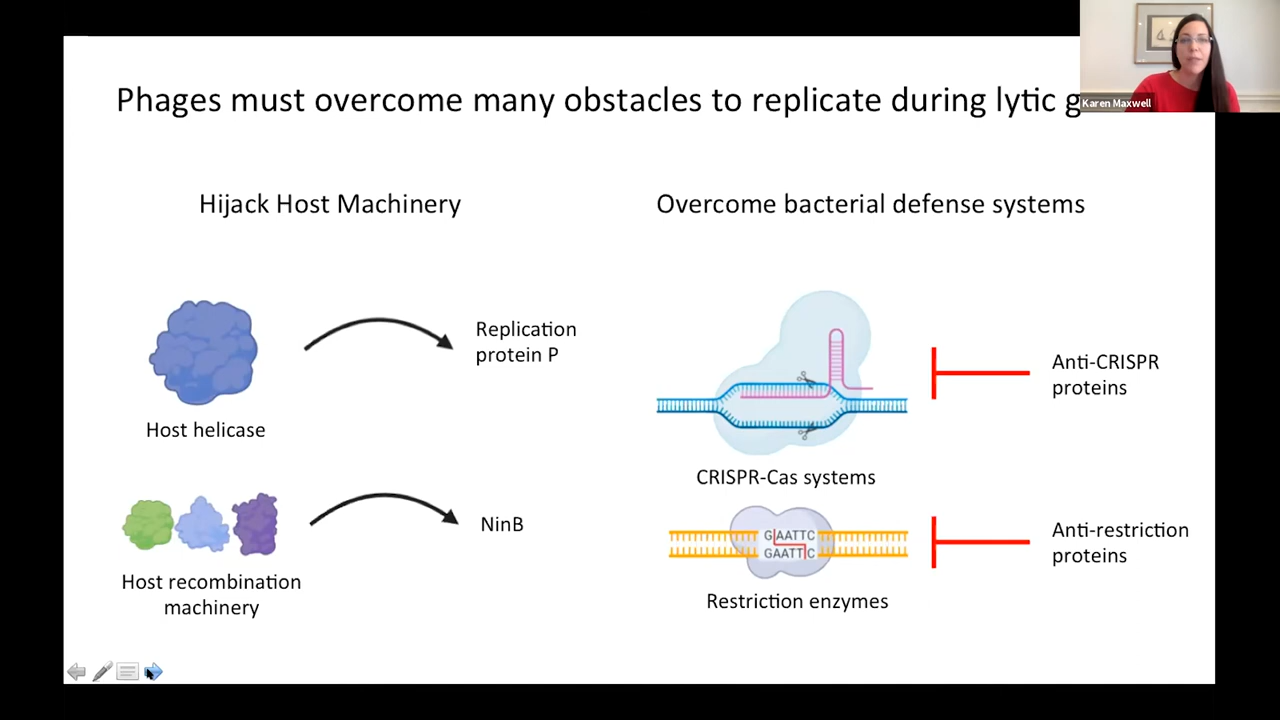 Phages must overcome many obstacles to replicate during lytic
Karen Maxwell
Hijack Host Machinery
Overcome bacterial defense systems
Replication
protein P
Host helicase
Anti-CRISPR
proteins
CRISPR-Cas systems
NinB
Host recombination
machinery
GAATTC
GAATTC
Anti-restriction
proteins
Restriction enzymes